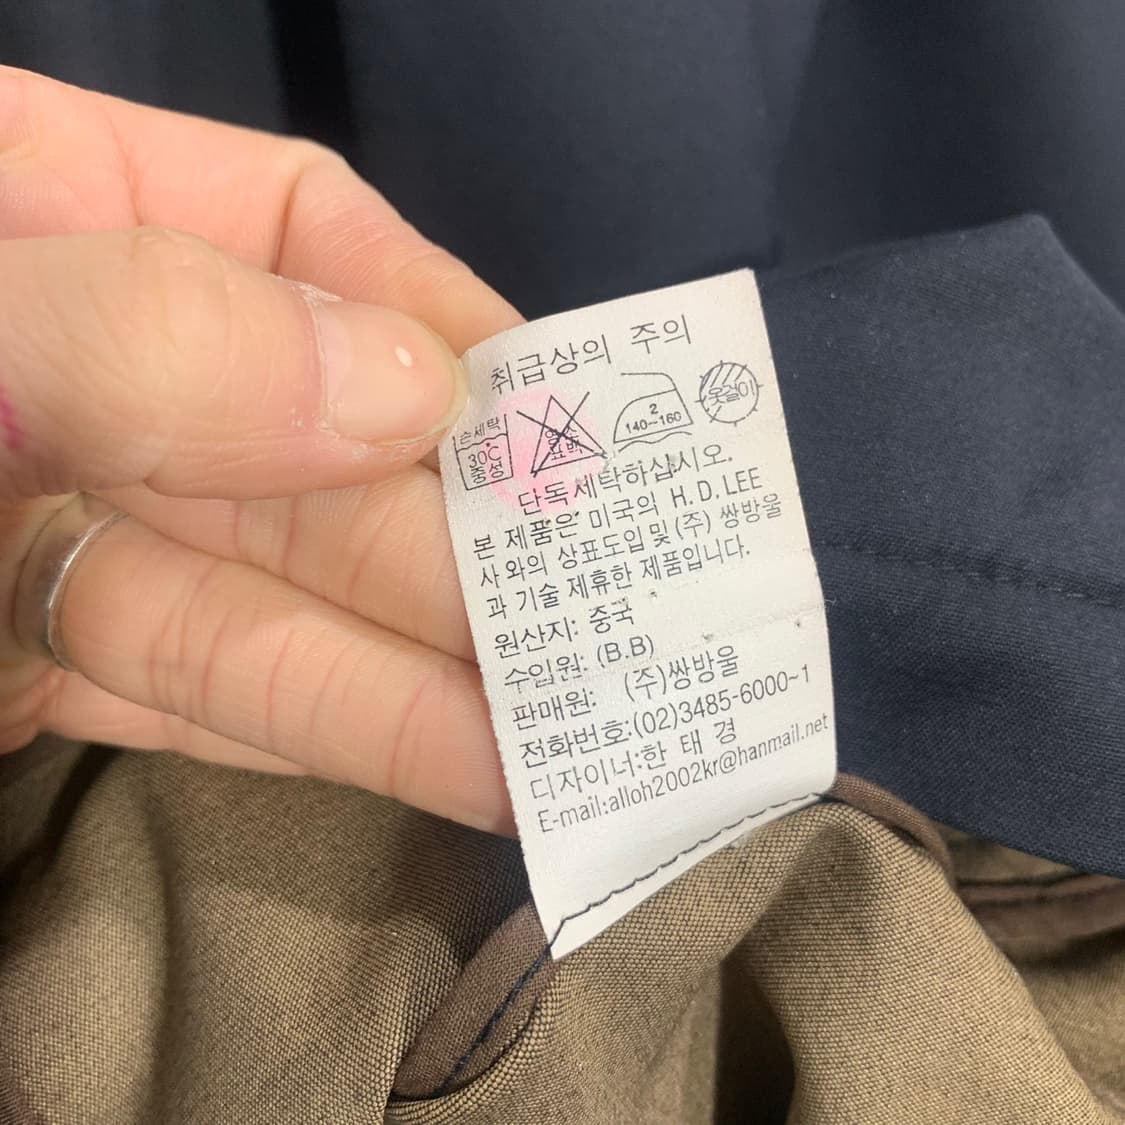 취급상의 주의
손세탁
30℃
중성
염소
표백
2
140~160
옷걸이
단독세탁하십시오.
본 제품은 미국의 H.D.LEE
사와의 상표도입 및 (주) 쌍방울
과 기술 제휴한 제품입니다.
원산지: 중국
수입원: (B.B)
판매원: (주)쌍방울
전화번호:(02)3485-6000~1
디자이너:한 태 경
E-mail:alloh2002kr@hanmail.net